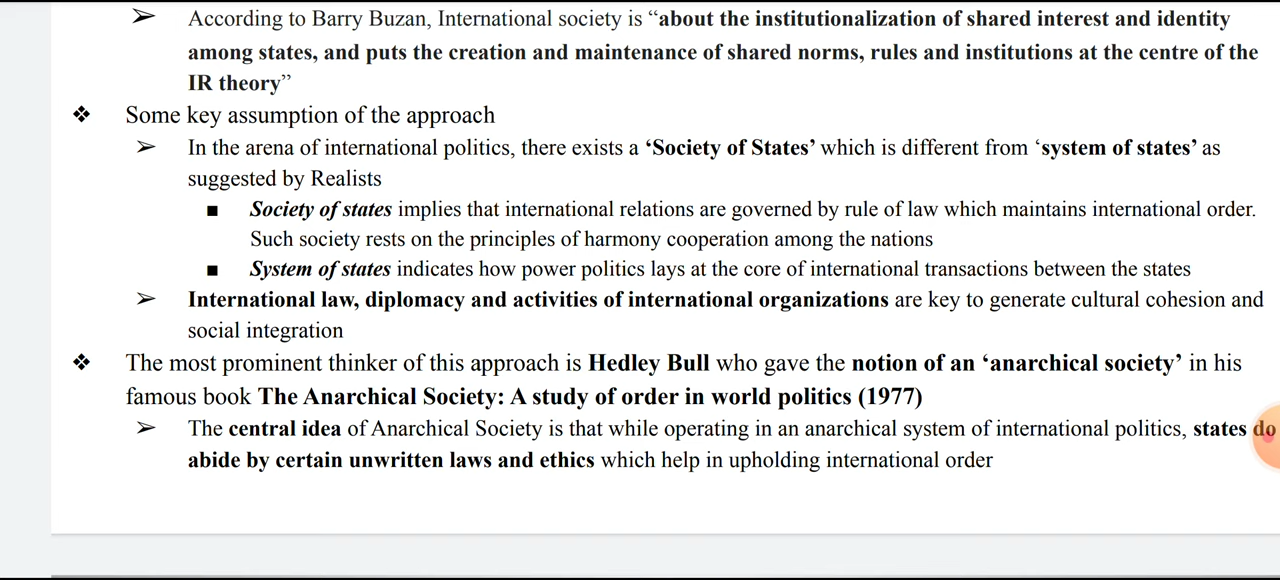 ➢ According to Barry Buzan, International society is “about the institutionalization of shared interest and identity
among states, and puts the creation and maintenance of shared norms, rules and institutions at the centre of the
IR theory”
❖ Some key assumption of the approach
➢ In the arena of international politics, there exists a ‘Society of States’ which is different from ‘system of states’ as
suggested by Realists
■ Society of states implies that international relations are governed by rule of law which maintains international order.
Such society rests on the principles of harmony cooperation among the nations
■ System of states indicates how power politics lays at the core of international transactions between the states
➢ International law, diplomacy and activities of international organizations are key to generate cultural cohesion and
social integration
❖ The most prominent thinker of this approach is Hedley Bull who gave the notion of an ‘anarchical society’ in his
famous book The Anarchical Society: A study of order in world politics (1977)
➢ The central idea of Anarchical Society is that while operating in an anarchical system of international politics, states do
abide by certain unwritten laws and ethics which help in upholding international order